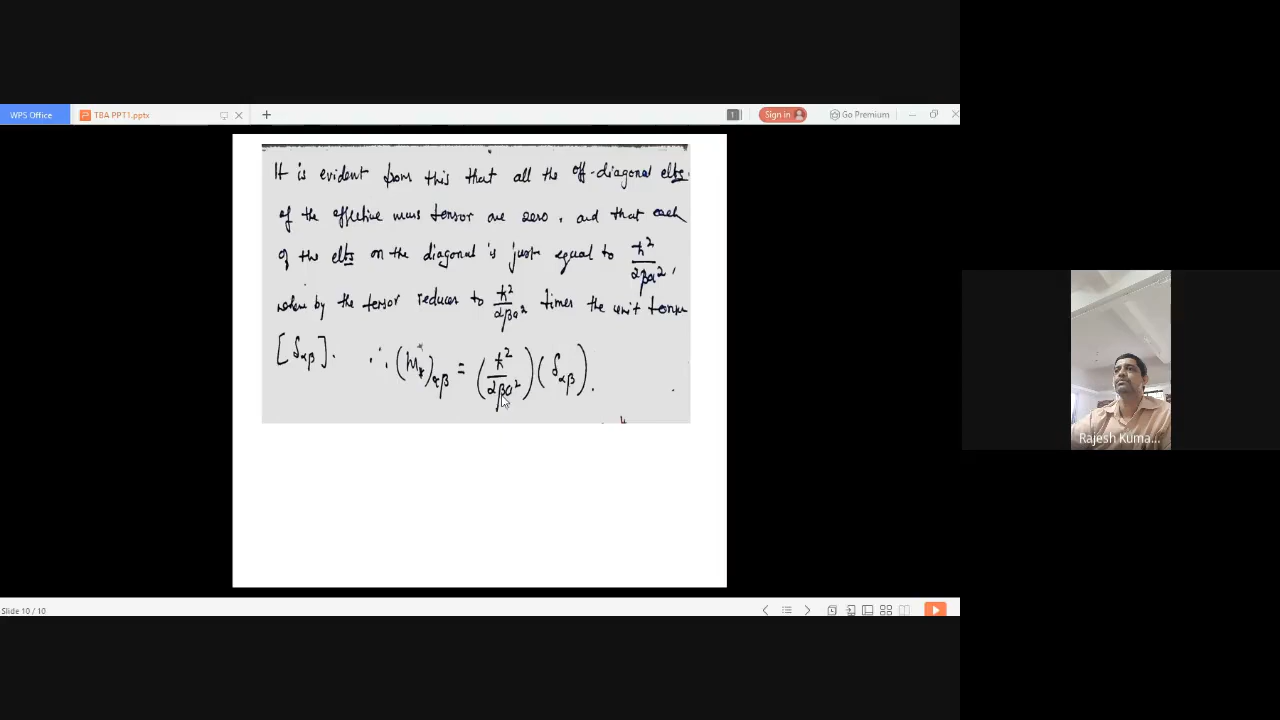 WPS Office
TBA PPT1.pptx
1
Sign in
Go Premium
It is evident from this that all the off-diagonal elts.
of the effective mass tensor are zero, and that each
of the elts on the diagonal is just equal to ħ²/2βa²,
where by the tensor reduces to ħ²/2βa² times the unit tensor
[δαβ]. ∴ (m*)αβ = (ħ²/2βa²)(δαβ).
Rajesh Kuma...
Slide 10 / 10